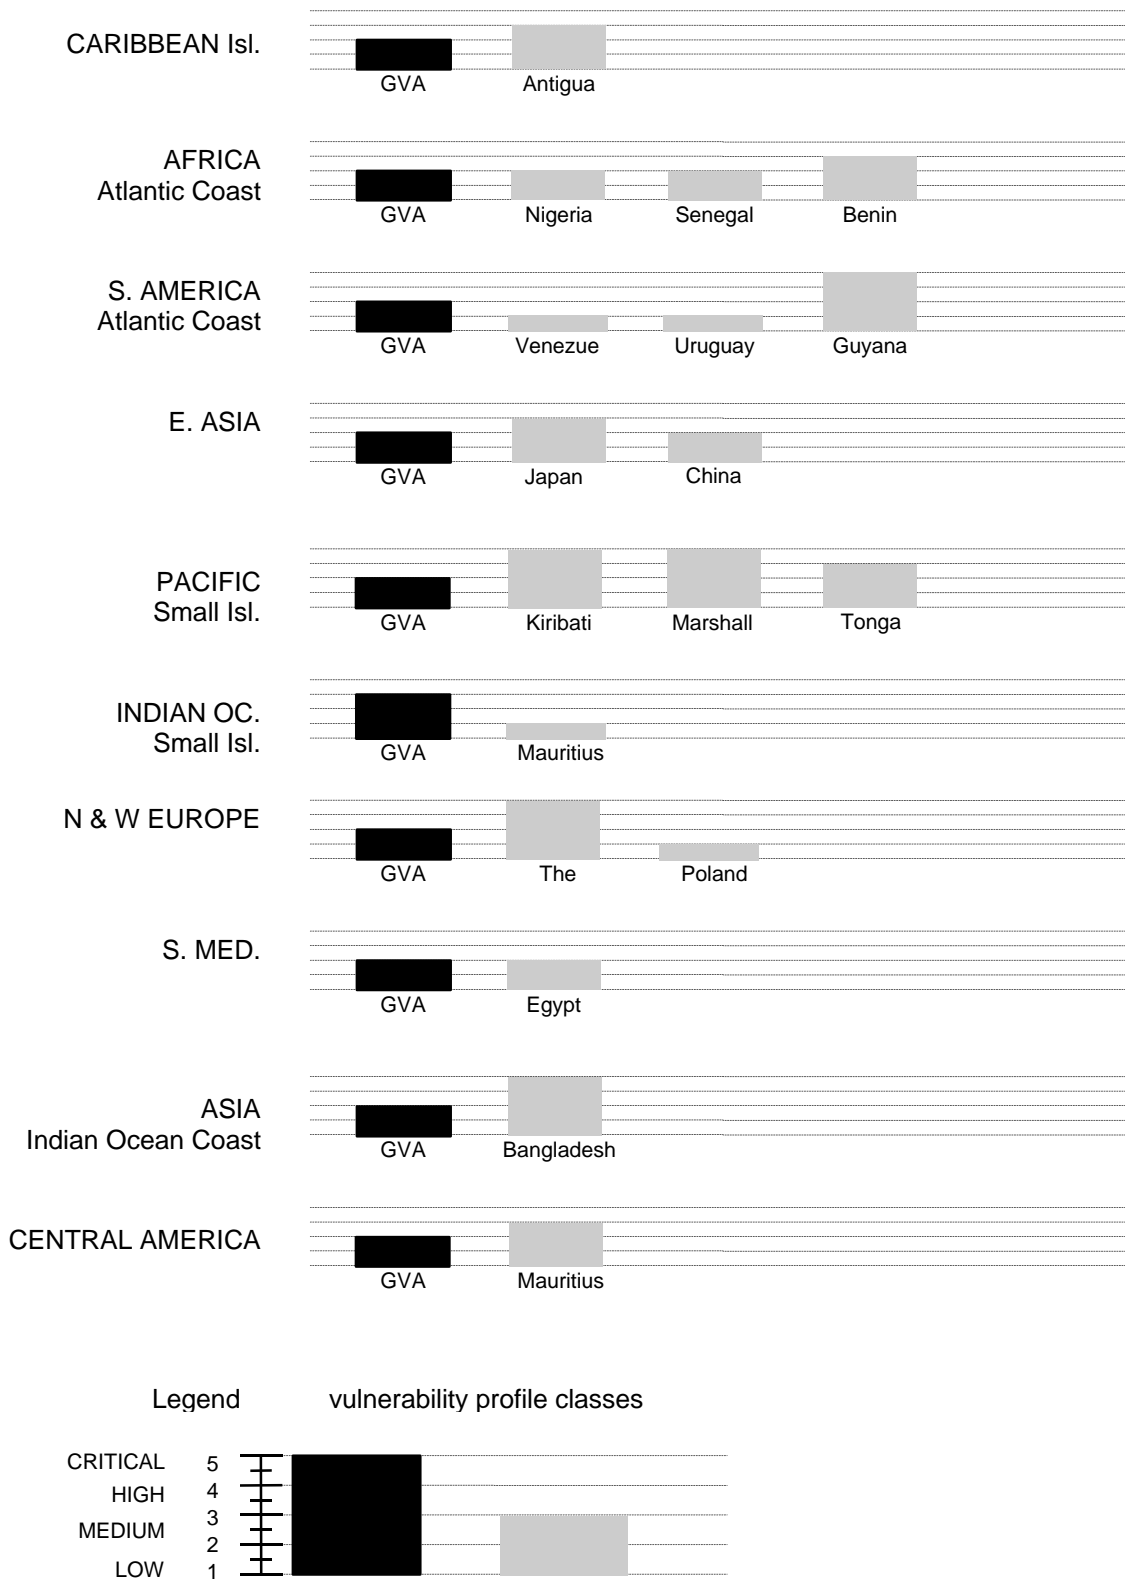 CARIBBEAN Isl.
GVA Antigua
AFRICA
Atlantic Coast
GVA Nigeria Senegal Benin
S. AMERICA
Atlantic Coast
GVA Venezue Uruguay Guyana
E. ASIA
GVA Japan China
PACIFIC
Small Isl.
GVA Kiribati Marshall Tonga
INDIAN OC.
Small Isl.
GVA Mauritius
N & W EUROPE
GVA The Poland
S. MED.
GVA Egypt
ASIA
Indian Ocean Coast
GVA Bangladesh
CENTRAL AMERICA
GVA Mauritius
Legend vulnerability profile classes
CRITICAL 5
HIGH 4
3
MEDIUM
2
LOW 1